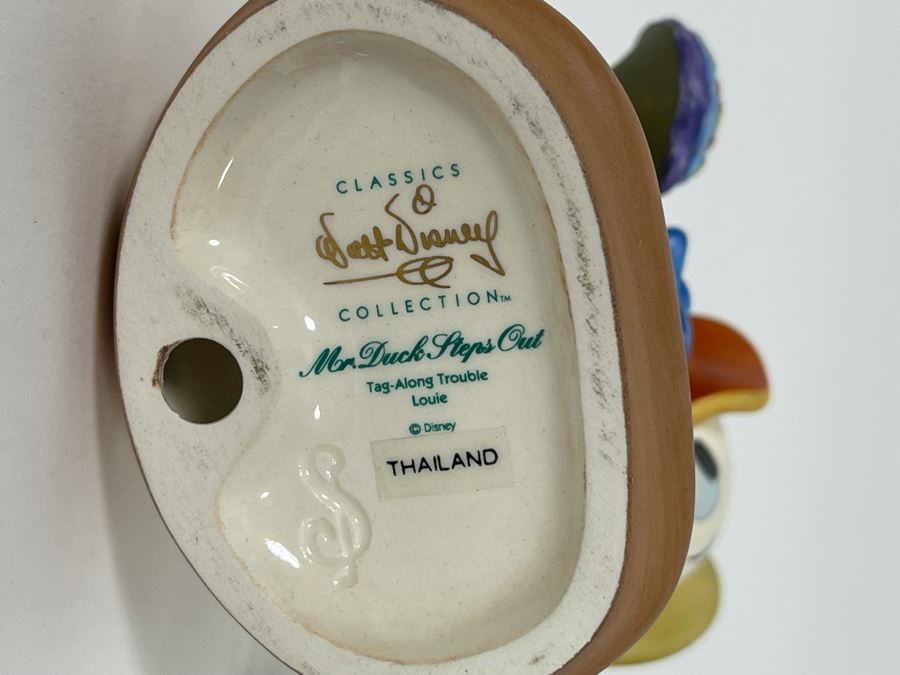 CLASSICS
Walt Disney
COLLECTION™
Mr. Duck Steps Out
Tag-Along Trouble
Louie
© Disney
THAILAND